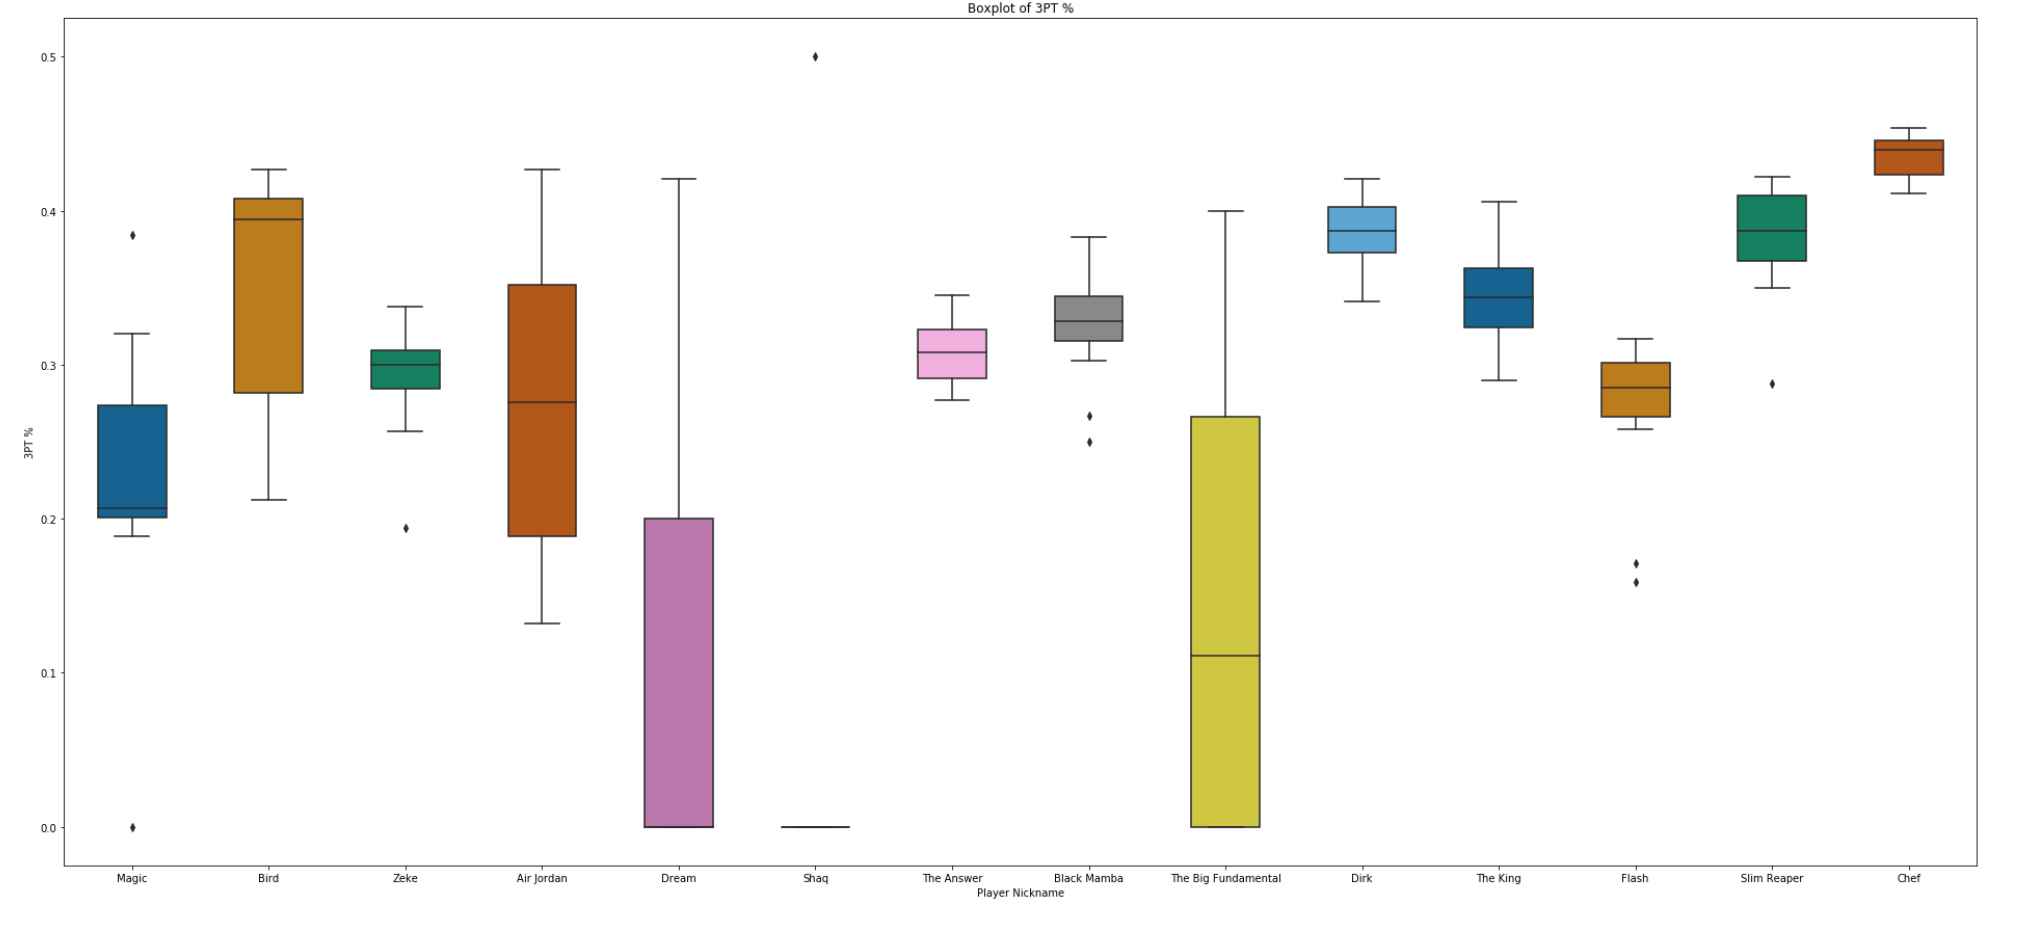 Boxplot of 3PT %
0.5
0.4
0.3
0.2
0.1
0.0
3PT %
Magic Bird Zeke Air Jordan Dream Shaq The Answer Black Mamba The Big Fundamental Dirk The King Flash Slim Reaper Chef
Player Nickname